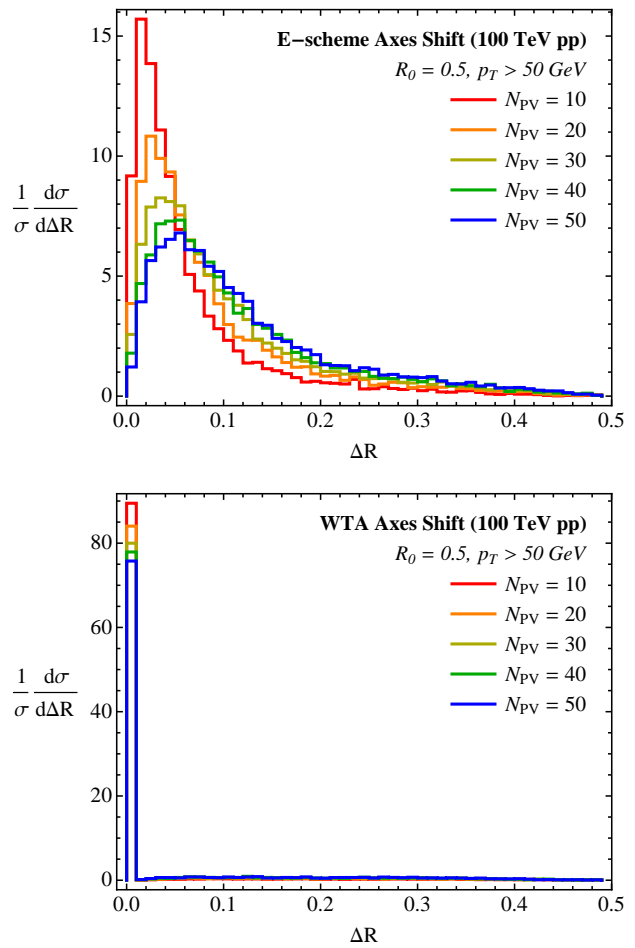 E−scheme Axes Shift (100 TeV pp)
R0 = 0.5, pT > 50 GeV
NPV = 10
NPV = 20
NPV = 30
NPV = 40
NPV = 50
15
10
5
0
1/σ dσ/dΔR
0.0 0.1 0.2 0.3 0.4 0.5
ΔR
WTA Axes Shift (100 TeV pp)
R0 = 0.5, pT > 50 GeV
NPV = 10
NPV = 20
NPV = 30
NPV = 40
NPV = 50
80
60
40
20
0
1/σ dσ/dΔR
0.0 0.1 0.2 0.3 0.4 0.5
ΔR